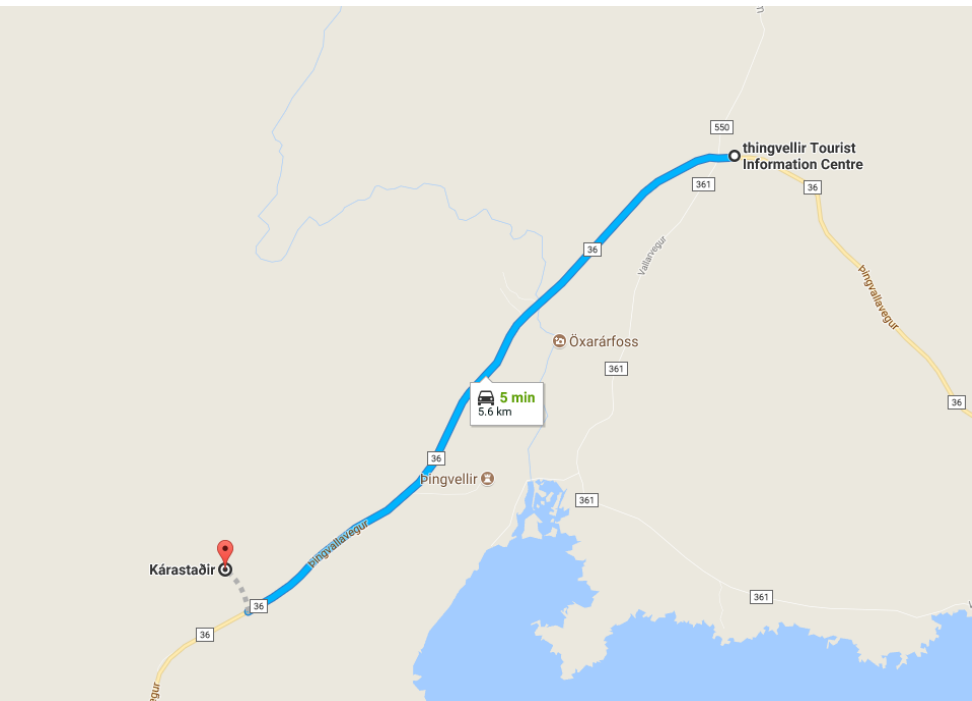 550
thingvellir Tourist
Information Centre
361
36
36
Vallarvegur
Þingvallavegur
Öxarárfoss
361
5 min
5.6 km
36
36
Þingvellir
361
Þingvallavegur
Kárastaðir
36
361
36